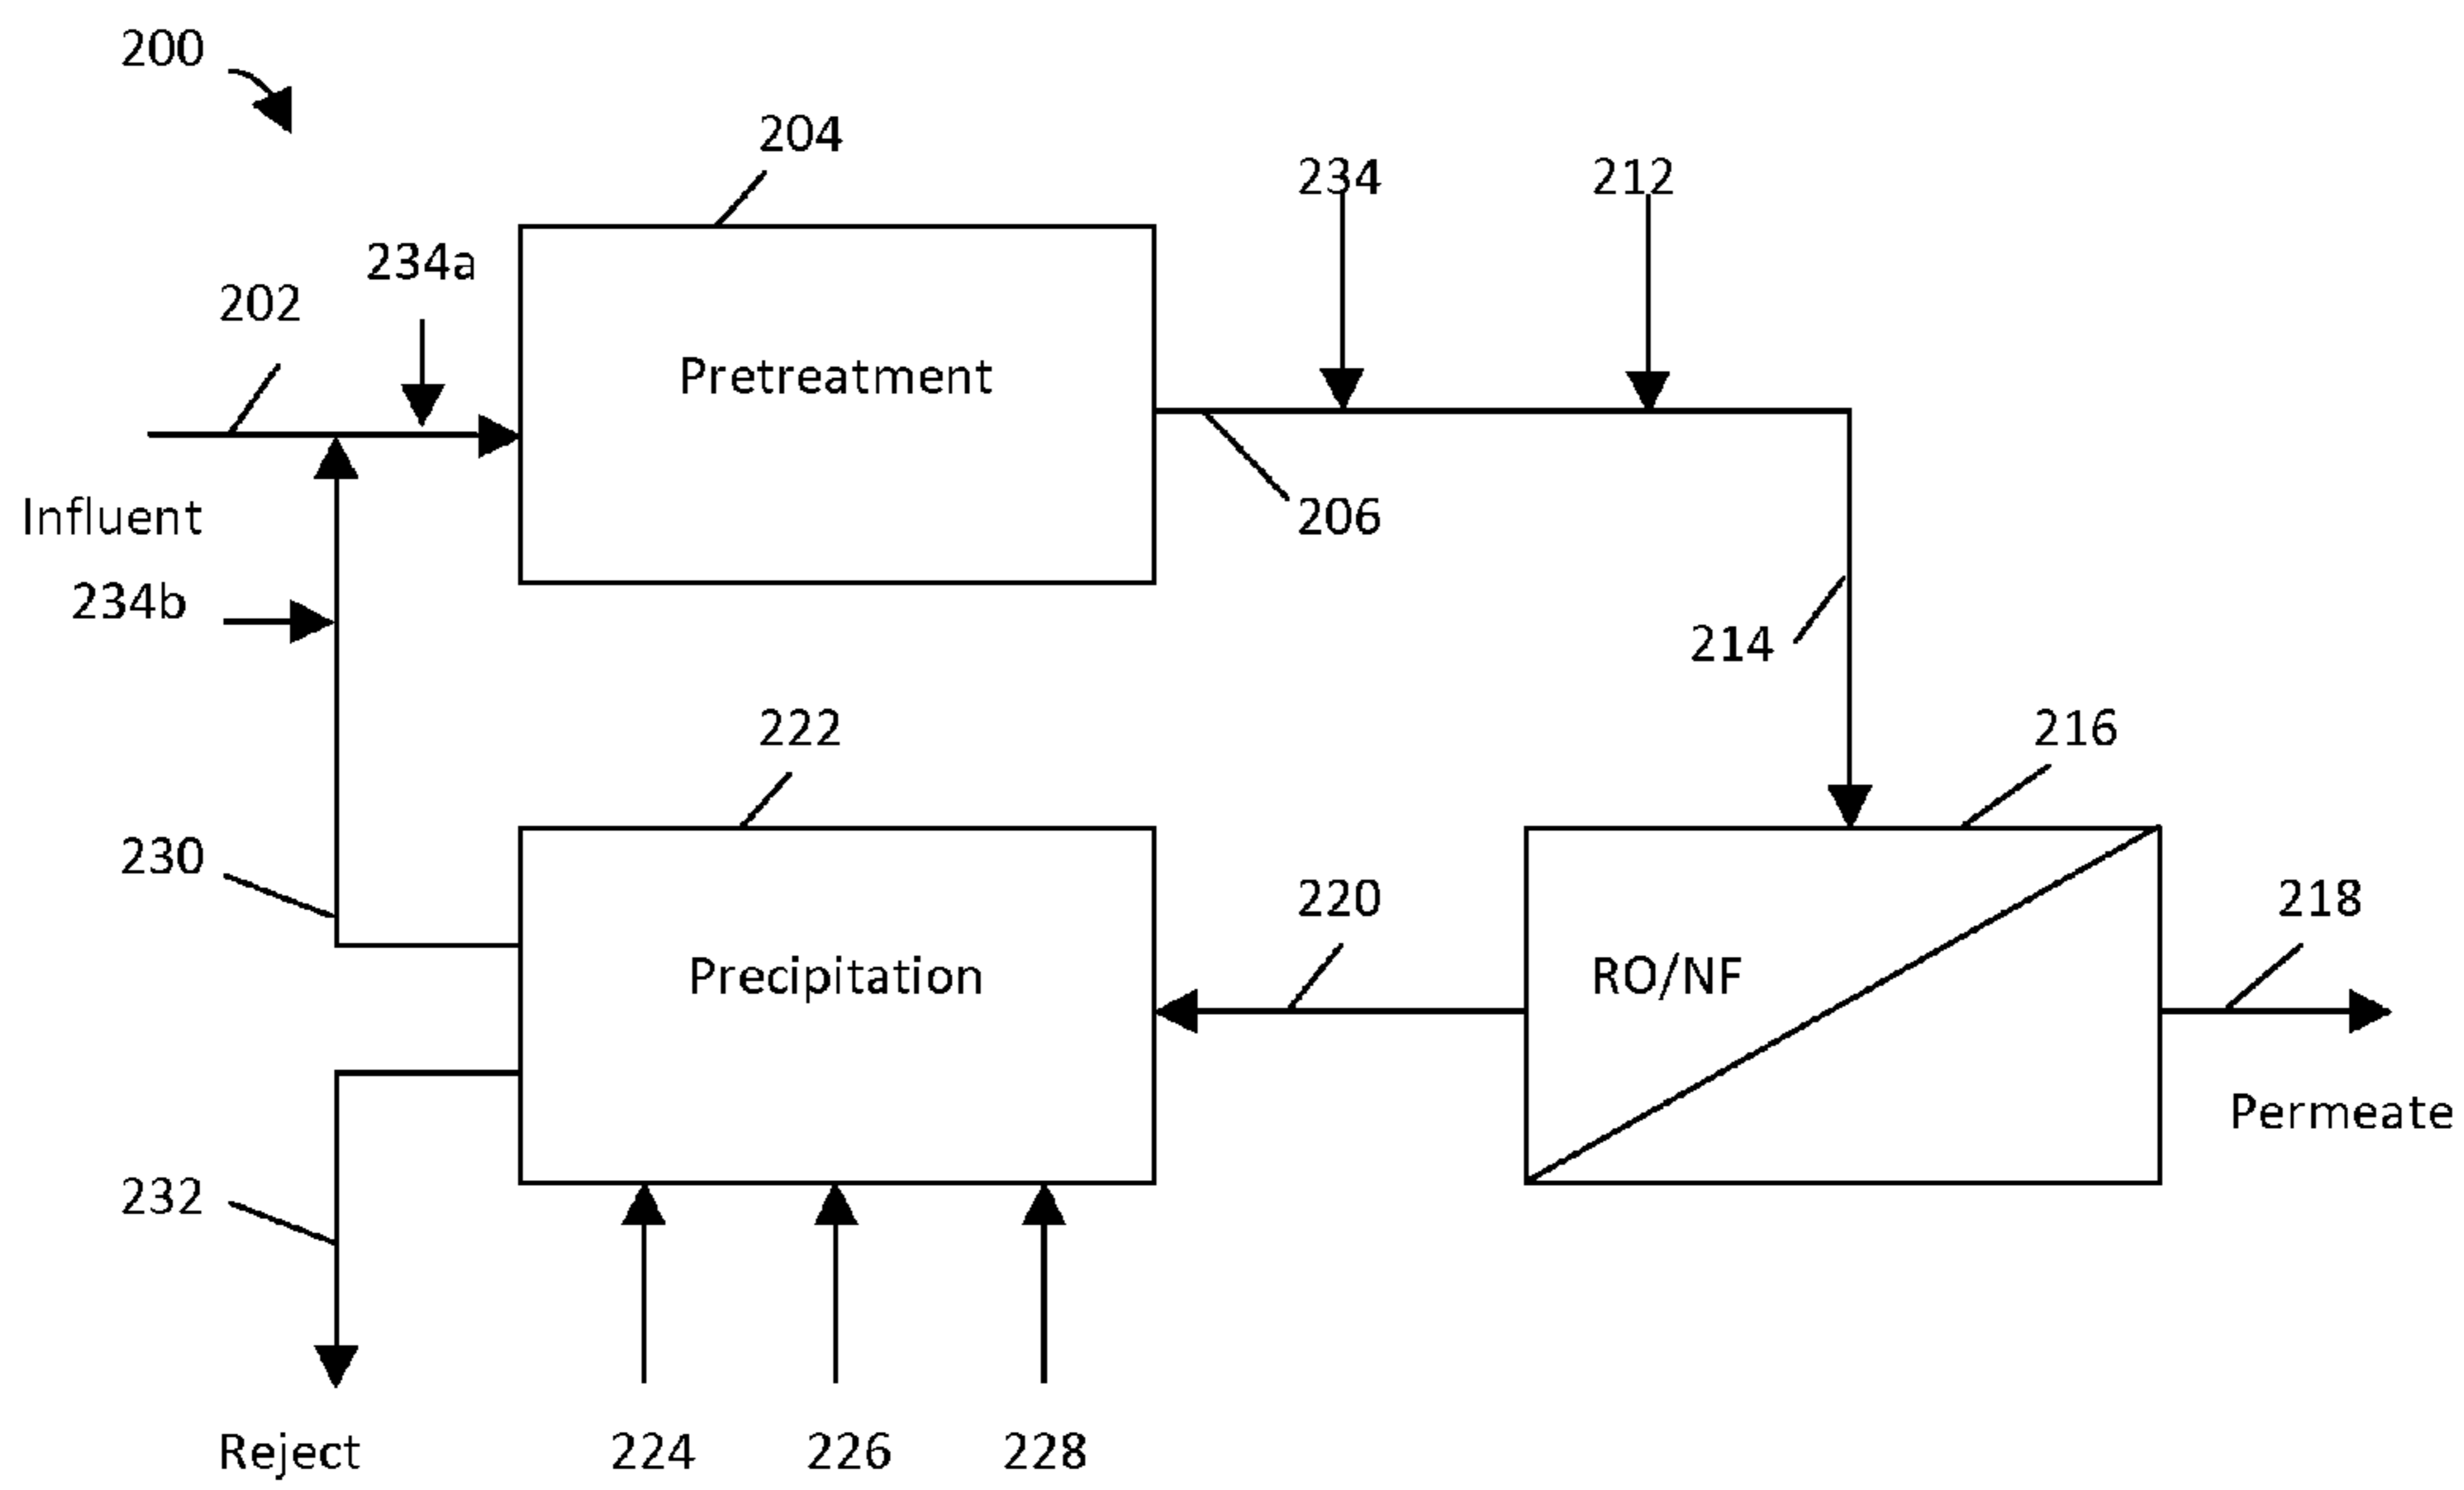 200
204
234
212
234a
202
Pretreatment
Influent
206
234b
214
222
216
230
220
218
Precipitation
RO/NF
Permeate
232
Reject
224
226
228